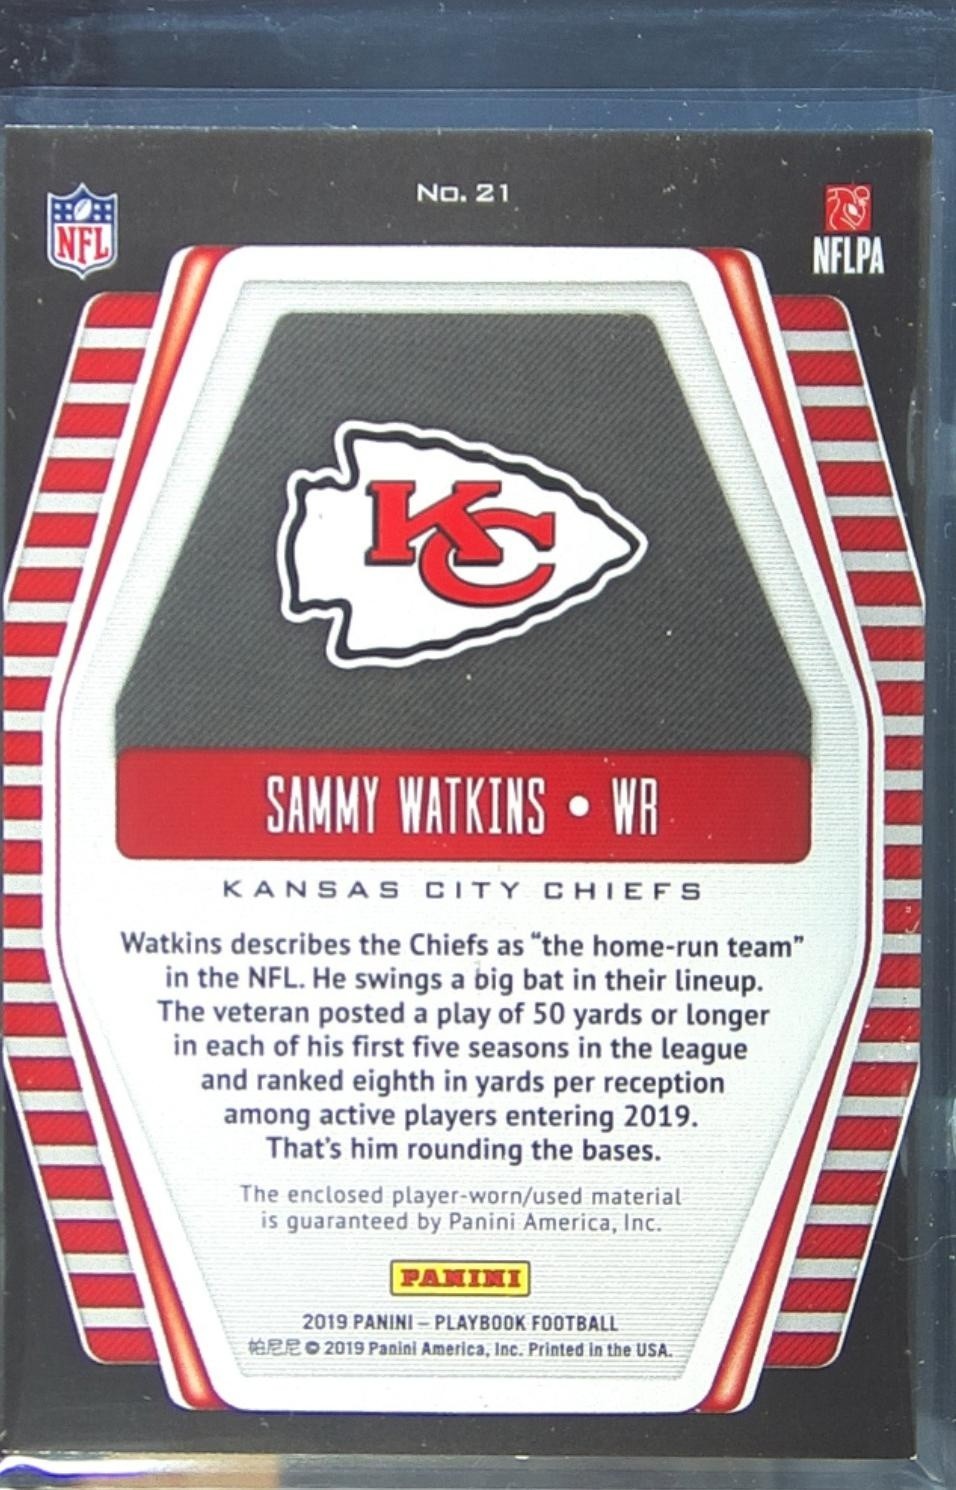 No. 21
NFL
NFLPA
KC
SAMMY WATKINS • WR
KANSAS CITY CHIEFS
Watkins describes the Chiefs as “the home-run team”
in the NFL. He swings a big bat in their lineup.
The veteran posted a play of 50 yards or longer
in each of his first five seasons in the league
and ranked eighth in yards per reception
among active players entering 2019.
That’s him rounding the bases.
The enclosed player-worn/used material
is guaranteed by Panini America, Inc.
PANINI
2019 PANINI – PLAYBOOK FOOTBALL
帕尼尼 © 2019 Panini America, Inc. Printed in the USA.